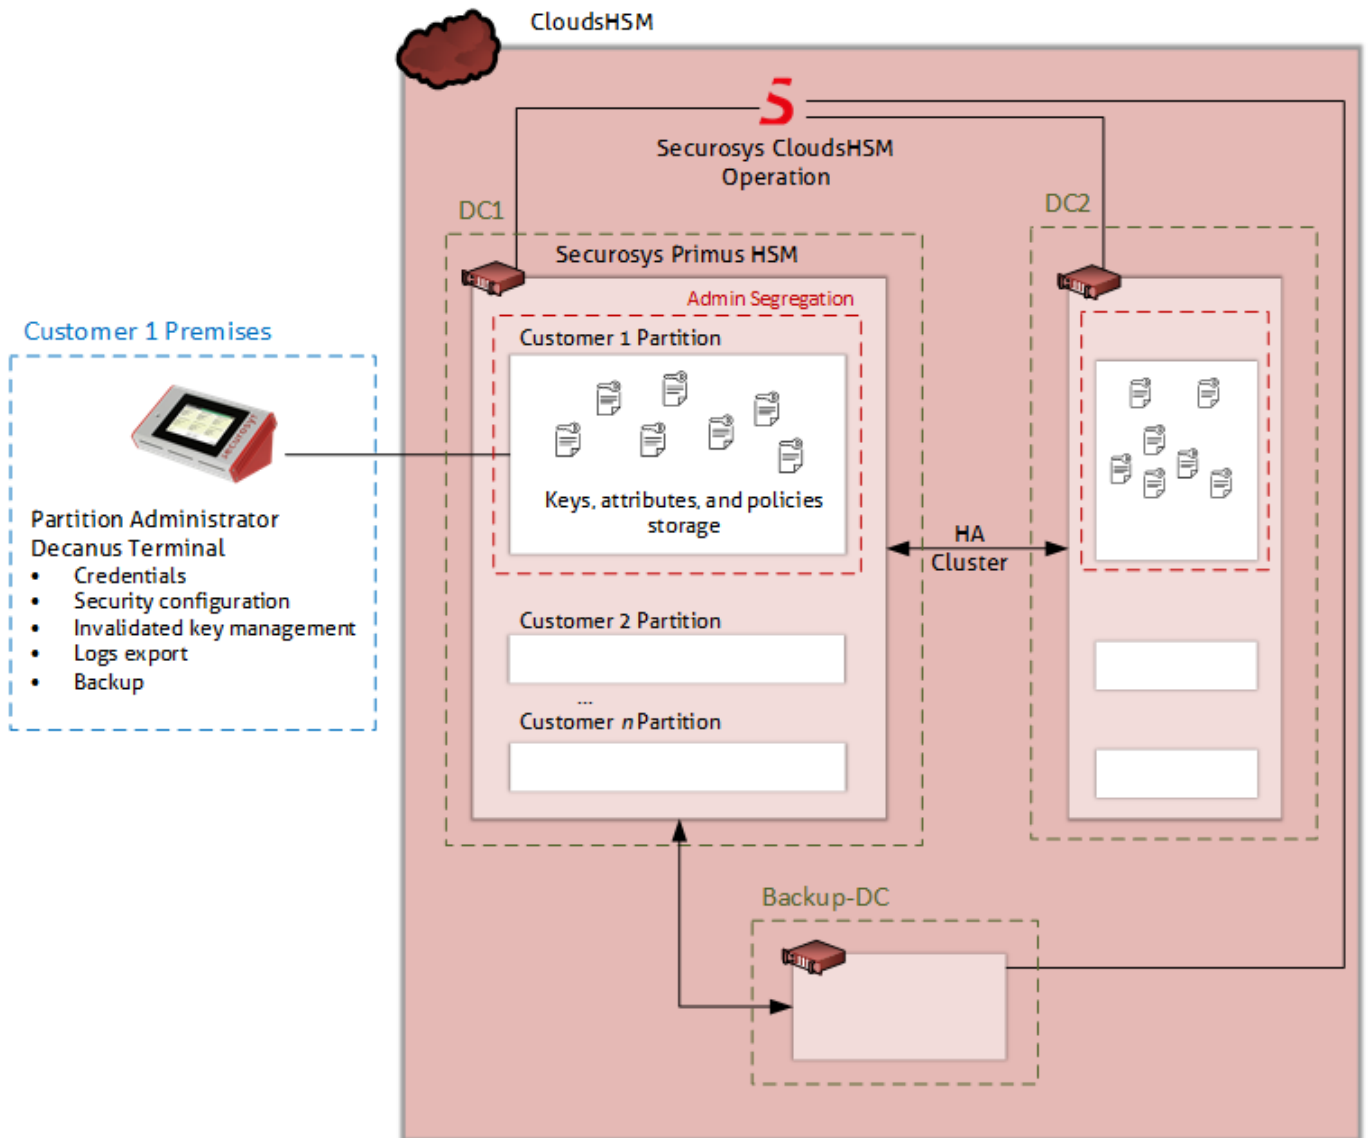 CloudsHSM
Securosys CloudsHSM
Operation
DC1
DC2
Securosys Primus HSM
Admin Segregation
Customer 1 Partition
Keys, attributes, and policies
storage
Customer 2 Partition
...
Customer n Partition
HA
Cluster
Customer 1 Premises
securosys
Partition Administrator
Decanus Terminal
• Credentials
• Security configuration
• Invalidated key management
• Logs export
• Backup
Backup-DC